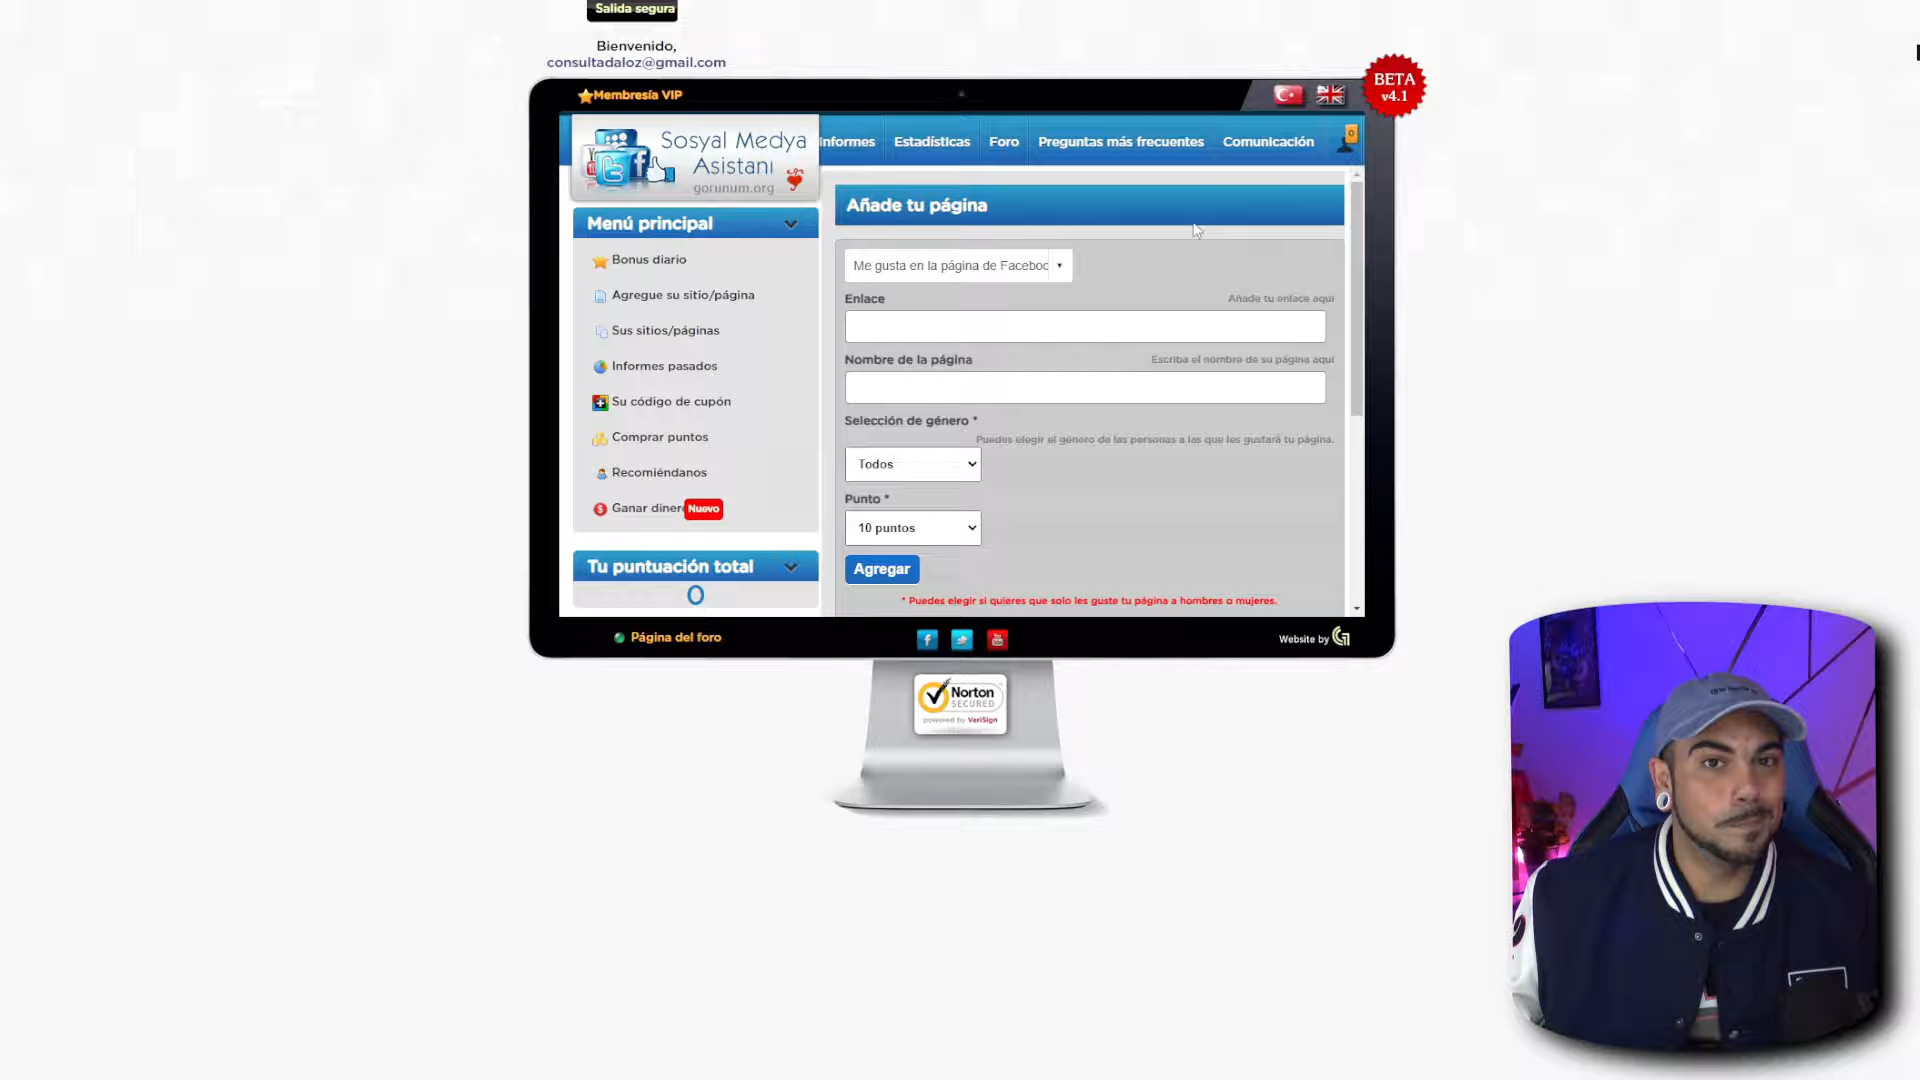 Salida segura
Bienvenido,
consultadaloz@gmail.com
Membresía VIP
BETA
v4.1
Sosyal Medya
Asistanı
gorunum.org
Informes
Estadísticas
Foro
Preguntas más frecuentes
Comunicación
0
Menú principal
Añade tu página
Bonus diario
Agregue su sitio/página
Sus sitios/páginas
Informes pasados
Su código de cupón
Comprar puntos
Recomiéndanos
Ganar diner Nuevo
Tu puntuación total
0
Me gusta en la página de Faceboo
Enlace
Añade tu enlace aquí
Nombre de la página
Escriba el nombre de su página aquí
Selección de género *
Puedes elegir el género de las personas a las que les gustará tu página.
Todos
Punto *
10 puntos
Agregar
* Puedes elegir si quieres que solo les guste tu página a hombres o mujeres.
Página del foro
Website by
Norton
SECURED
powered by VeriSign